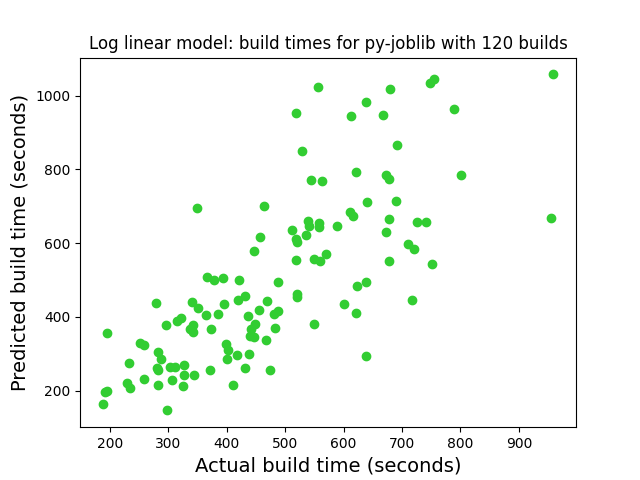 Log linear model: build times for py-joblib with 120 builds
Predicted build time (seconds)
1000
800
600
400
200
200 300 400 500 600 700 800 900
Actual build time (seconds)